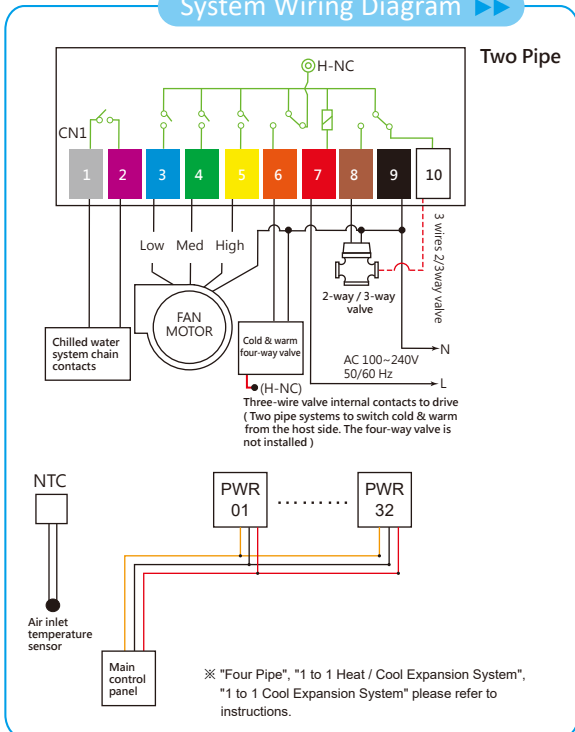 System Wiring Diagram
Two Pipe
H-NC
CN1
1 2 3 4 5 6 7 8 9 10
Low Med High
3 wires 2/3way valve
FAN
MOTOR
2-way / 3-way
valve
Chilled water
system chain
contacts
Cold & warm
four-way valve
N
AC 100~240V
50/60 Hz
L
(H-NC)
Three-wire valve internal contacts to drive
( Two pipe systems to switch cold & warm
from the host side. The four-way valve is
not installed )
NTC
PWR
01
.........
PWR
32
Air inlet
temperature
sensor
Main
control
panel
※ "Four Pipe", "1 to 1 Heat / Cool Expansion System",
"1 to 1 Cool Expansion System" please refer to
instructions.